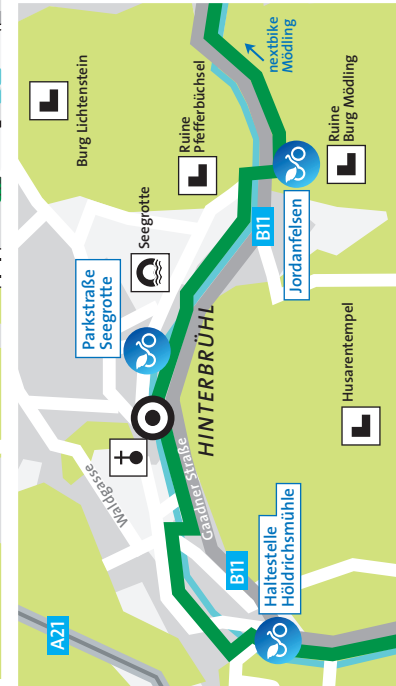 nextbike
Mödling
Burg Lichtenstein
Ruine
Pfefferbüchsel
Ruine
Burg Mödling
Seegrotte
B11
Jordanfelsen
Parkstraße
Seegrotte
HINTERBRÜHL
Husarentempel
Waldgasse
Gaadner Straße
B11
Haltestelle
Höldrichsmühle
A21